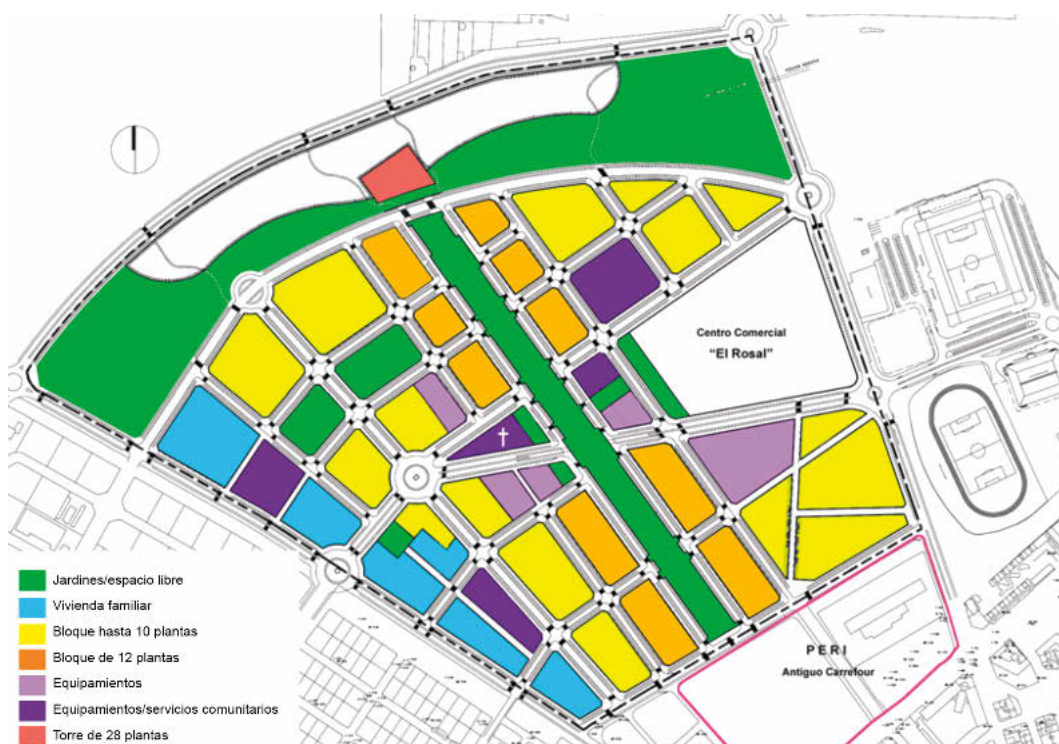 Centro Comercial
“El Rosal”
P E R I
Antiguo Carrefour
Jardines/espacio libre
Vivienda familiar
Bloque hasta 10 plantas
Bloque de 12 plantas
Equipamientos
Equipamientos/servicios comunitarios
Torre de 28 plantas